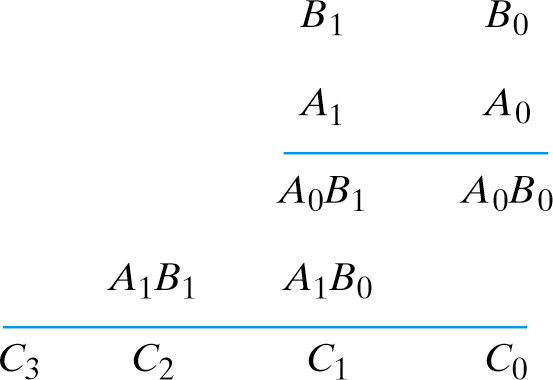 B₁ B₀
A₁ A₀
A₀B₁ A₀B₀
A₁B₁ A₁B₀
C₃ C₂ C₁ C₀